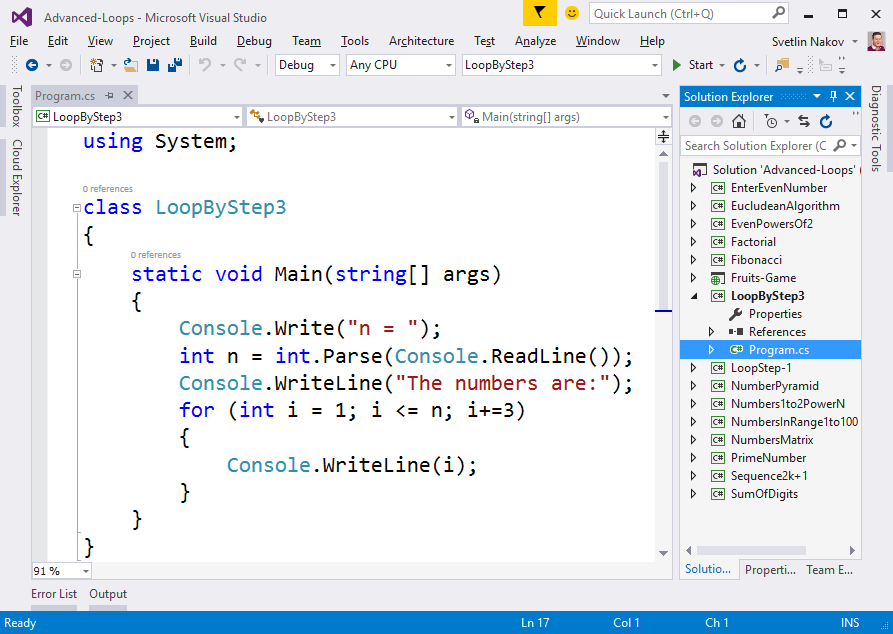 Advanced-Loops - Microsoft Visual Studio
Quick Launch (Ctrl+Q)
File Edit View Project Build Debug Team Tools Architecture Test Analyze Window Help Svetlin Nakov
Debug Any CPU LoopByStep3 Start
Toolbox
Cloud Explorer
Program.cs
LoopByStep3 LoopByStep3 Main(string[] args)
using System;
0 references
class LoopByStep3
{
0 references
static void Main(string[] args)
{
Console.Write("n = ");
int n = int.Parse(Console.ReadLine());
Console.WriteLine("The numbers are:");
for (int i = 1; i <= n; i+=3)
{
Console.WriteLine(i);
}
}
}
91 %
Solution Explorer
Search Solution Explorer (C
Solution 'Advanced-Loops' (
C# EnterEvenNumber
C# EucludeanAlgorithm
C# EvenPowersOf2
C# Factorial
C# Fibonacci
Fruits-Game
C# LoopByStep3
Properties
References
C# Program.cs
C# LoopStep-1
C# NumberPyramid
C# Numbers1to2PowerN
C# NumbersInRange1to100
C# NumbersMatrix
C# PrimeNumber
C# Sequence2k+1
C# SumOfDigits
Solutio... Properti... Team E...
Diagnostic Tools
Error List Output
Ready Ln 17 Col 1 Ch 1 INS